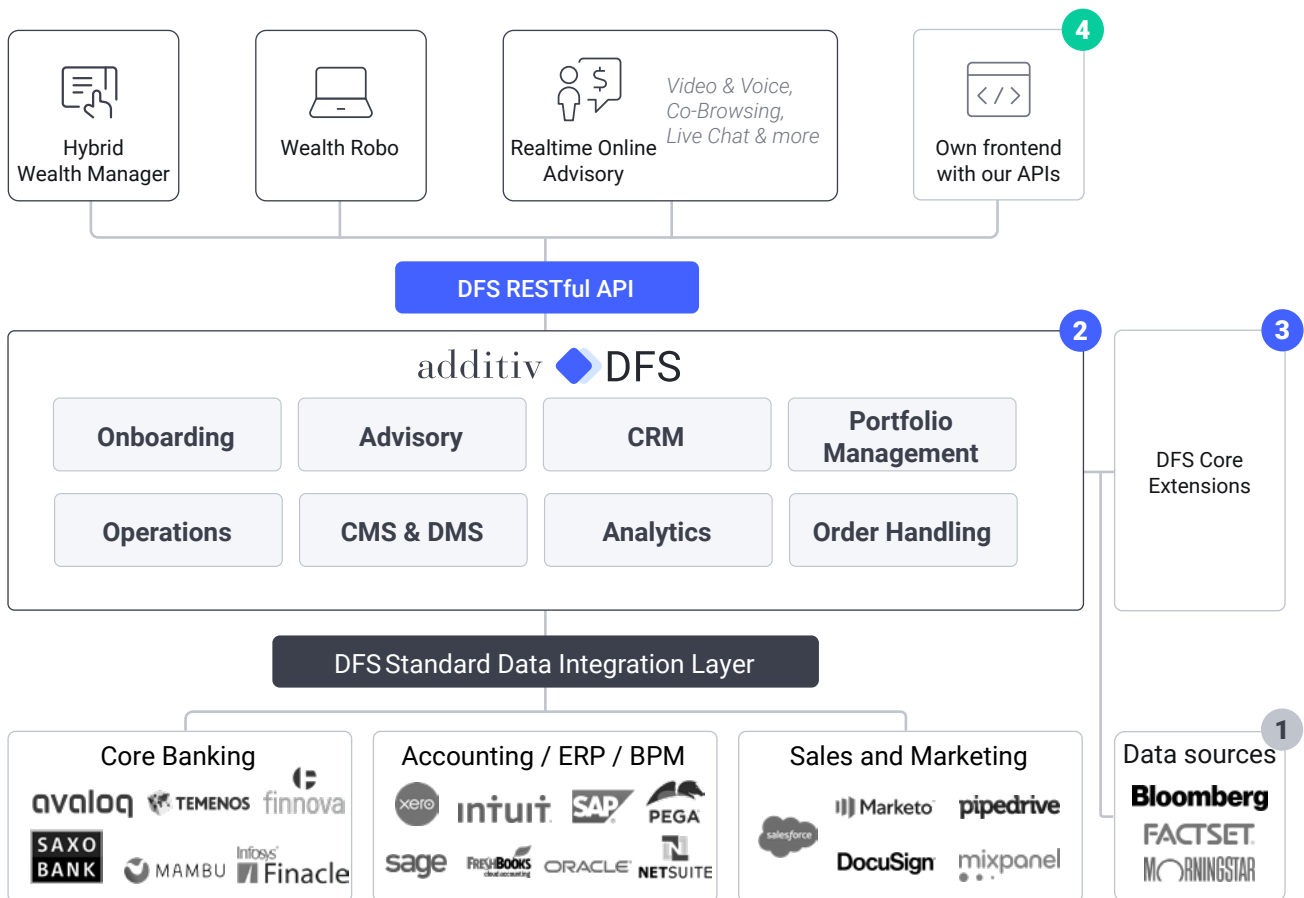 4
Hybrid
Wealth Manager
Wealth Robo
Realtime Online
Advisory
Video & Voice,
Co-Browsing,
Live Chat & more
</>
Own frontend
with our APIs
$
DFS RESTful API
2
3
additiv DFS
Onboarding
Advisory
CRM
Portfolio
Management
Operations
CMS & DMS
Analytics
Order Handling
DFS Core
Extensions
DFS Standard Data Integration Layer
1
Core Banking
avaloq
TEMENOS
finnova
SAXO
BANK
MAMBU
Infosys
Finacle
Accounting / ERP / BPM
xero
intuit
SAP
PEGA
sage
FRESHBOOKS
cloud accounting
ORACLE
NETSUITE
Sales and Marketing
salesforce
Marketo
pipedrive
DocuSign
mixpanel
Data sources
Bloomberg
FACTSET
MORNINGSTAR